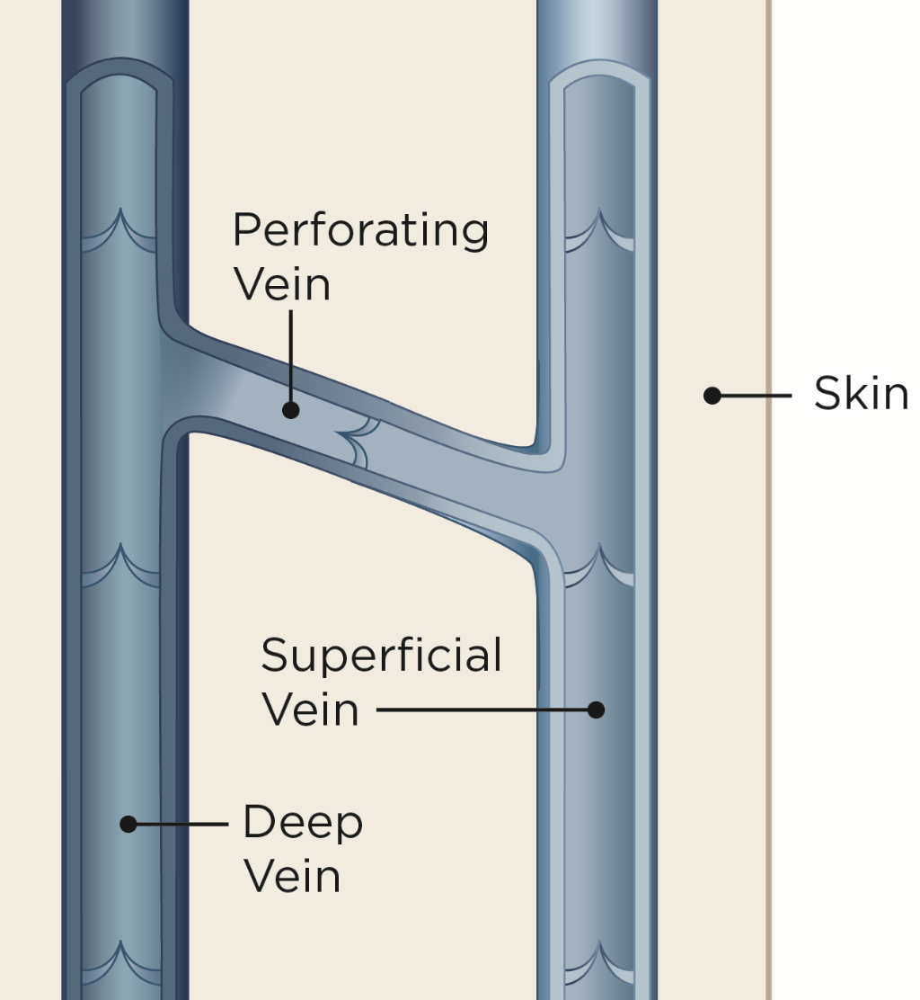 Perforating
Vein
Skin
Superficial
Vein
Deep
Vein